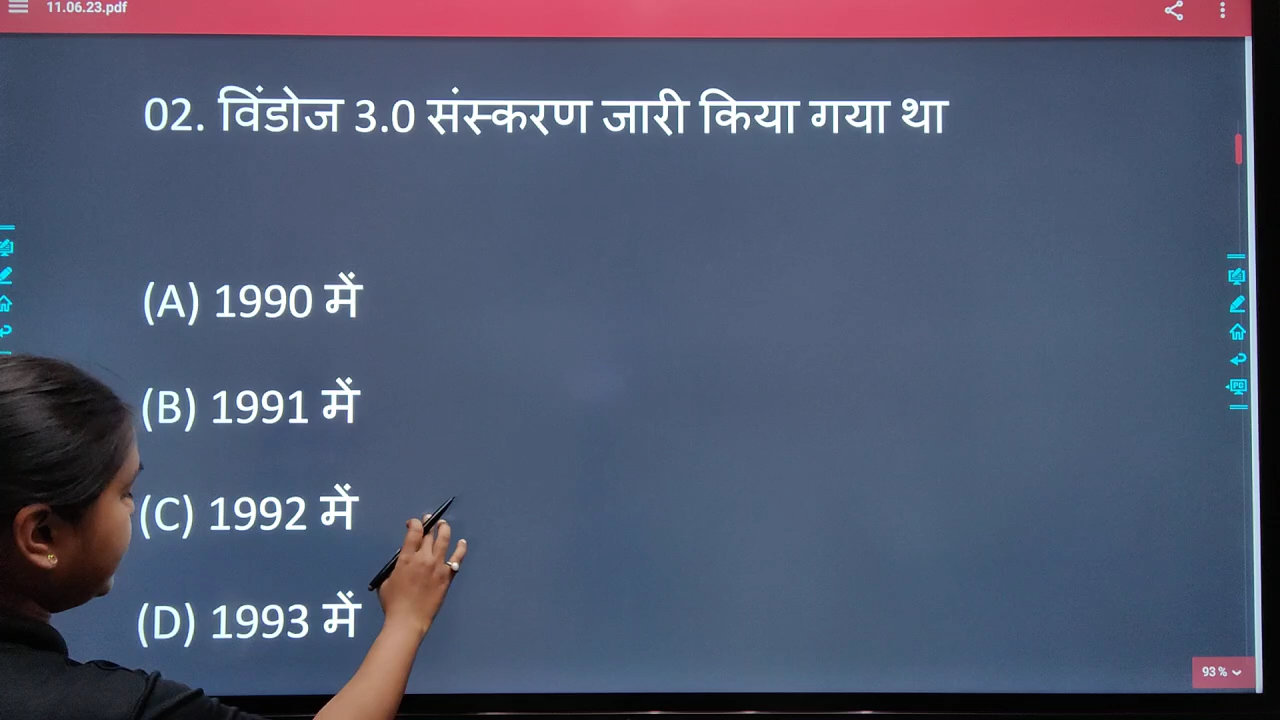 11.06.23.pdf
02. विंडोज 3.0 संस्करण जारी किया गया था
(A) 1990 में
(B) 1991 में
(C) 1992 में
(D) 1993 में
93 %